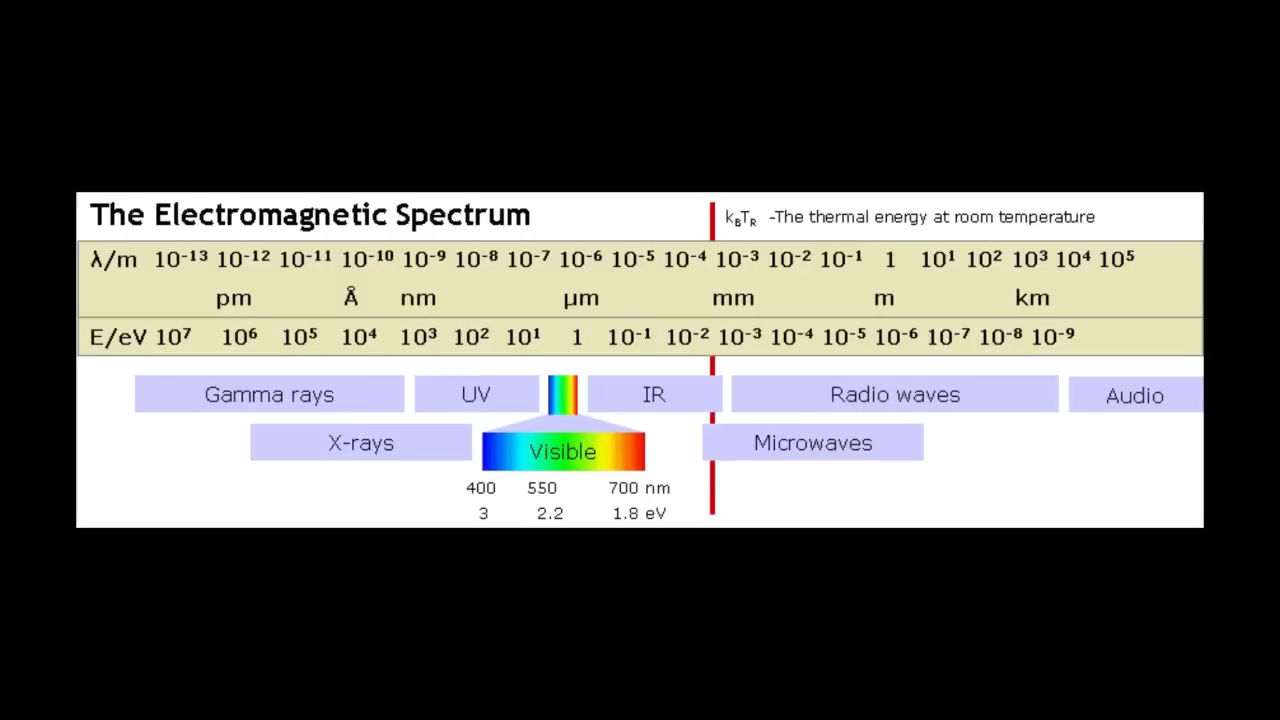 The Electromagnetic Spectrum
k_BT_R -The thermal energy at room temperature
λ/m 10⁻¹³ 10⁻¹² 10⁻¹¹ 10⁻¹⁰ 10⁻⁹ 10⁻⁸ 10⁻⁷ 10⁻⁶ 10⁻⁵ 10⁻⁴ 10⁻³ 10⁻² 10⁻¹ 1 10¹ 10² 10³ 10⁴ 10⁵
pm Å nm µm mm m km
E/eV 10⁷ 10⁶ 10⁵ 10⁴ 10³ 10² 10¹ 1 10⁻¹ 10⁻² 10⁻³ 10⁻⁴ 10⁻⁵ 10⁻⁶ 10⁻⁷ 10⁻⁸ 10⁻⁹
Gamma rays UV IR Radio waves Audio
X-rays Visible Microwaves
400 550 700 nm
3 2.2 1.8 eV